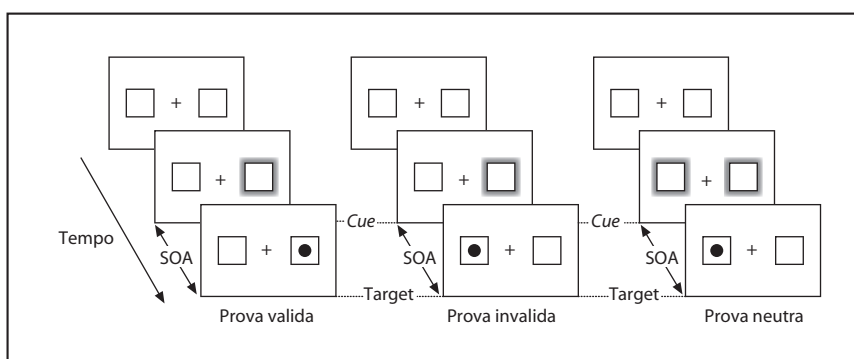 Tempo
Cue
Cue
SOA
SOA
SOA
Target
Target
Prova valida
Prova invalida
Prova neutra